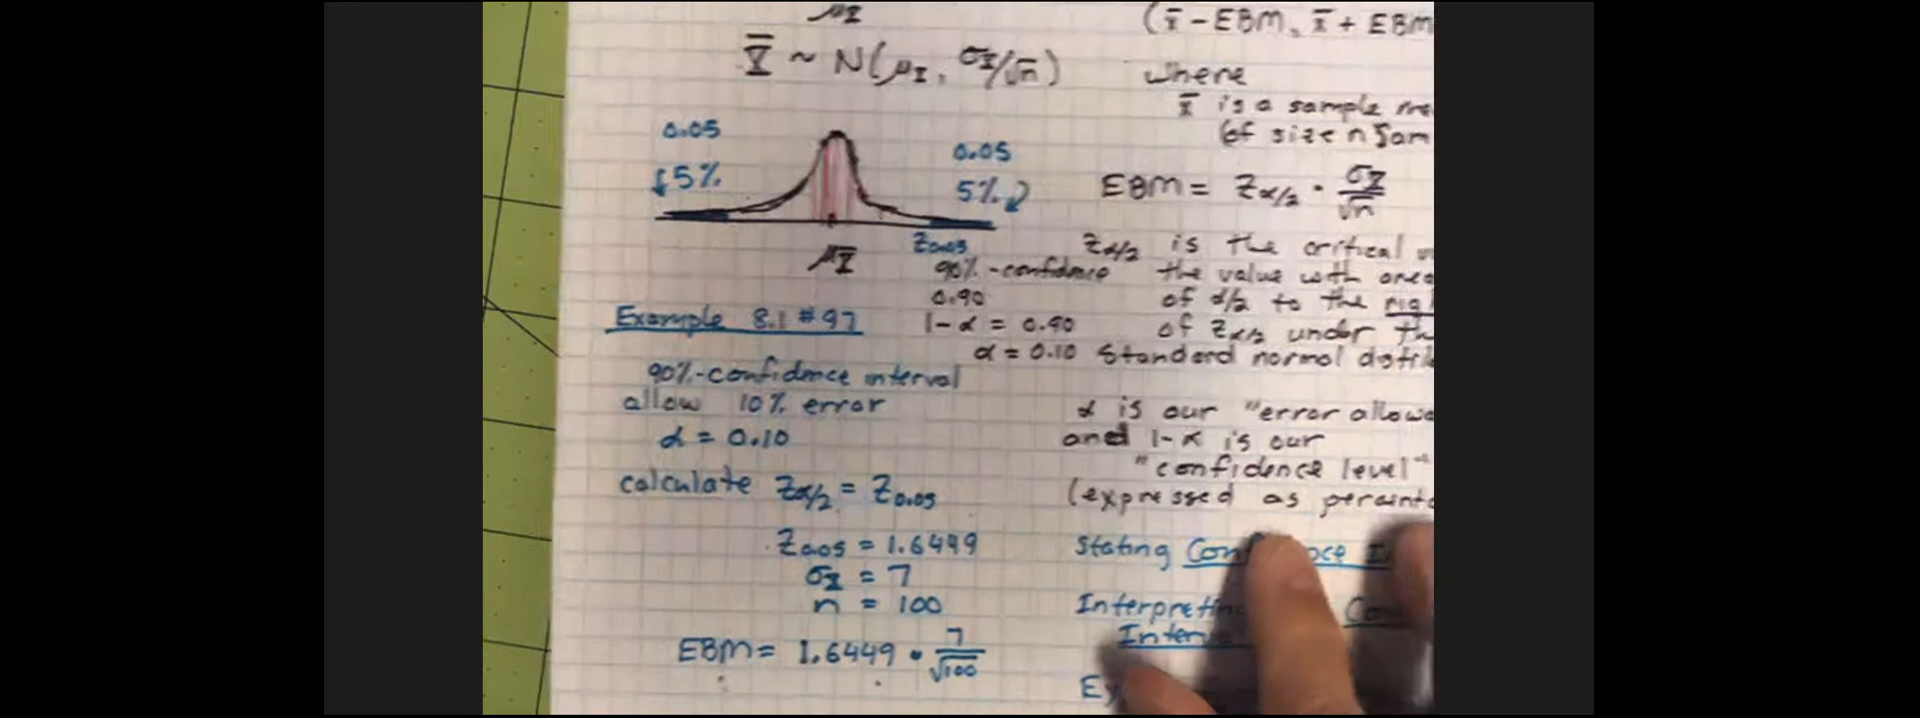 μx
X̄ ~ N(μx, σx/√n)
0.05
↓5%
0.05
5%
z0.05
μx̄
Example 8.1 #97
90%-confidence
0.90
1-α = 0.90
α = 0.10
90%-confidence interval
allow 10% error
α = 0.10
calculate zα/2 = z0.05
z0.05 = 1.6449
σx = 7
n = 100
EBM = 1.6449 · 7/√100
(x̄ - EBM, x̄ + EBM
where
x̄ is a sample
of size n
EBM = zα/2 · σx/√n
zα/2 is the critical
the value with
of α/2 to the
of zα/2 under
standard normal
α is our "error
and 1-α is our
"confidence level"
(expressed as
Stating